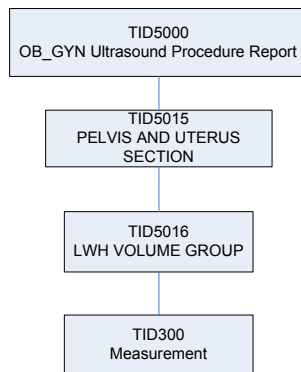 TID5000
OB_GYN Ultrasound Procedure Report
TID5015
PELVIS AND UTERUS
SECTION
TID5016
LWH VOLUME GROUP
TID300
Measurement